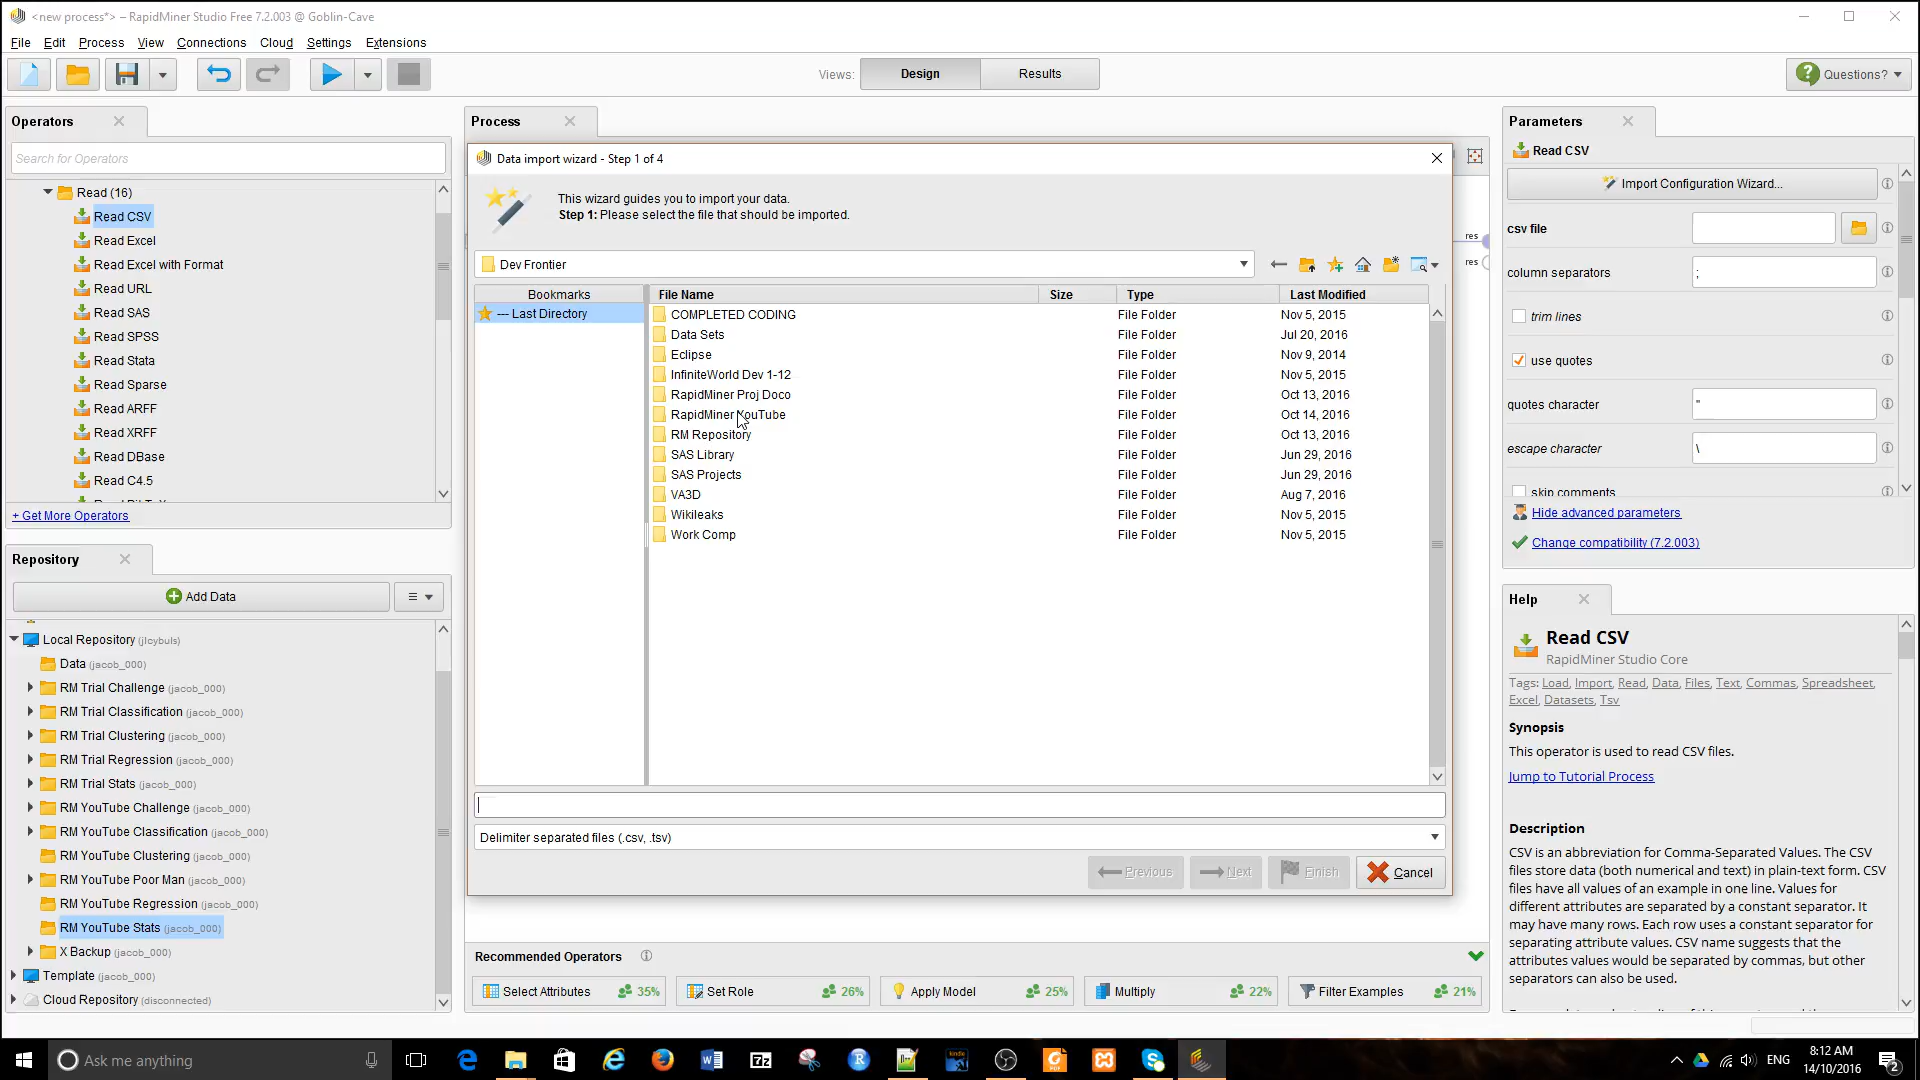 <new process*> – RapidMiner Studio Free 7.2.003 @ Goblin-Cave
File Edit Process View Connections Cloud Settings Extensions
Views: Design Results Questions?
Operators
Search for Operators
Read (16)
Read CSV
Read Excel
Read Excel with Format
Read URL
Read SAS
Read SPSS
Read Stata
Read Sparse
Read ARFF
Read XRFF
Read DBase
Read C4.5
+ Get More Operators
Repository
Add Data
Local Repository (jlcybuls)
Data (jacob_000)
RM Trial Challenge (jacob_000)
RM Trial Classification (jacob_000)
RM Trial Clustering (jacob_000)
RM Trial Regression (jacob_000)
RM Trial Stats (jacob_000)
RM YouTube Challenge (jacob_000)
RM YouTube Classification (jacob_000)
RM YouTube Clustering (jacob_000)
RM YouTube Poor Man (jacob_000)
RM YouTube Regression (jacob_000)
RM YouTube Stats (jacob_000)
X Backup (jacob_000)
Template (jacob_000)
Cloud Repository (disconnected)
Process
res
res
Data import wizard - Step 1 of 4
This wizard guides you to import your data.
Step 1: Please select the file that should be imported.
Dev Frontier
Bookmarks
--- Last Directory
File Name Size Type Last Modified
COMPLETED CODING File Folder Nov 5, 2015
Data Sets File Folder Jul 20, 2016
Eclipse File Folder Nov 9, 2014
InfiniteWorld Dev 1-12 File Folder Nov 5, 2015
RapidMiner Proj Doco File Folder Oct 13, 2016
RapidMiner YouTube File Folder Oct 14, 2016
RM Repository File Folder Oct 13, 2016
SAS Library File Folder Jun 29, 2016
SAS Projects File Folder Jun 29, 2016
VA3D File Folder Aug 7, 2016
Wikileaks File Folder Nov 5, 2015
Work Comp File Folder Nov 5, 2015
Delimiter separated files (.csv, .tsv)
Previous Next Finish Cancel
Recommended Operators
Select Attributes 35% Set Role 26% Apply Model 25% Multiply 22% Filter Examples 21%
Parameters
Read CSV
Import Configuration Wizard...
csv file
column separators ;
trim lines
use quotes
quotes character "
escape character \
skip comments
Hide advanced parameters
Change compatibility (7.2.003)
Help
Read CSV
RapidMiner Studio Core
Tags: Load, Import, Read, Data, Files, Text, Commas, Spreadsheet,
Excel, Datasets, Tsv
Synopsis
This operator is used to read CSV files.
Jump to Tutorial Process
Description
CSV is an abbreviation for Comma-Separated Values. The CSV
files store data (both numerical and text) in plain-text form. CSV
files have all values of an example in one line. Values for
different attributes are separated by a constant separator. It
may have many rows. Each row uses a constant separator for
separating attribute values. CSV name suggests that the
attributes values would be separated by commas, but other
separators can also be used.
Ask me anything
ENG
8:12 AM
14/10/2016
2